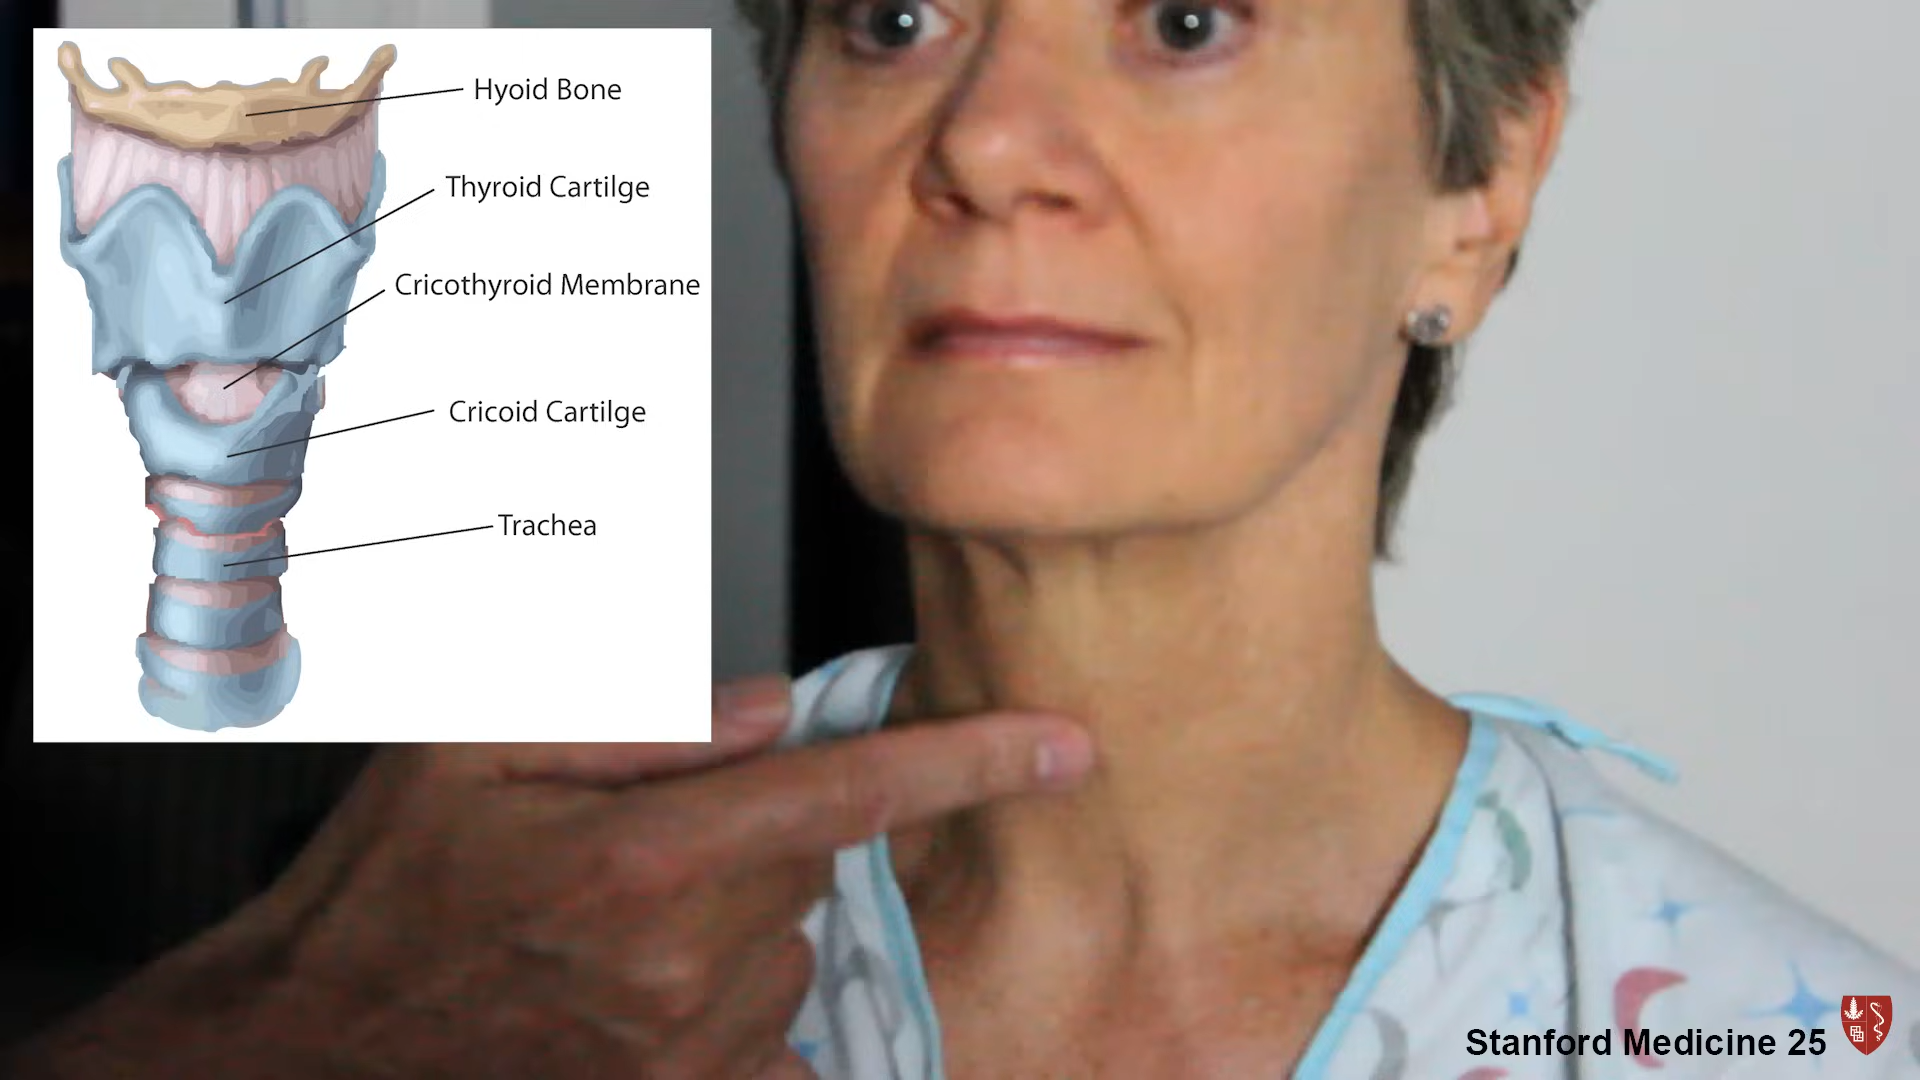 Hyoid Bone
Thyroid Cartilge
Cricothyroid Membrane
Cricoid Cartilge
Trachea
Stanford Medicine 25